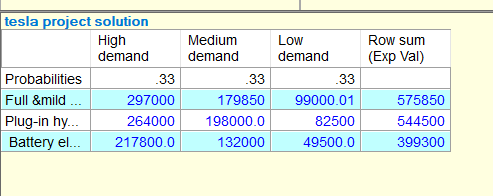 tesla project solution
High demand Medium demand Low demand Row sum (Exp Val)
Probabilities .33 .33 .33
Full &mild ... 297000 179850 99000.01 575850
Plug-in hy... 264000 198000.0 82500 544500
Battery el... 217800.0 132000 49500.0 399300